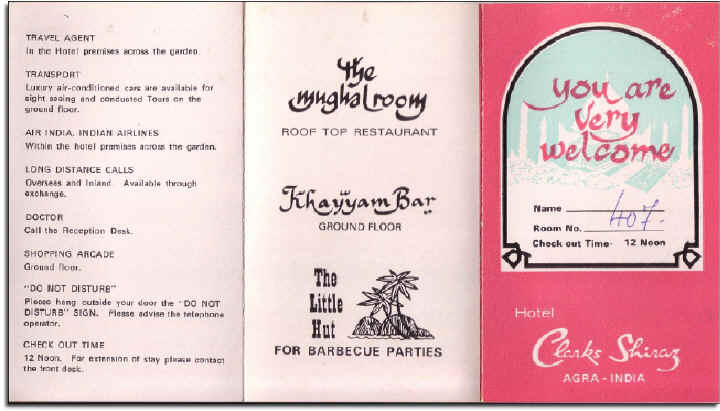 TRAVEL AGENT
In the Hotel premises across the garden.
TRANSPORT
Luxury air-conditioned cars are available for
sight seeing and conducted Tours on the
ground floor.
AIR INDIA, INDIAN AIRLINES
Within the hotel premises across the garden.
LONG DISTANCE CALLS
Overseas and Inland. Available through
exchange.
DOCTOR
Call the Reception Desk.
SHOPPING ARCADE
Ground floor.
"DO NOT DISTURB"
Please hang outside your door the "DO NOT
DISTURB" SIGN. Please advise the telephone
operator.
CHECK OUT TIME
12 Noon. For extension of stay please contact
the front desk.
the
mughal room
ROOF TOP RESTAURANT
Khayyam Bar
GROUND FLOOR
The
Little
Hut
FOR BARBECUE PARTIES
you are
very
welcome
Name
Room No. 407.
Check out Time- 12 Noon
Hotel
Clarks Shiraz
AGRA - INDIA